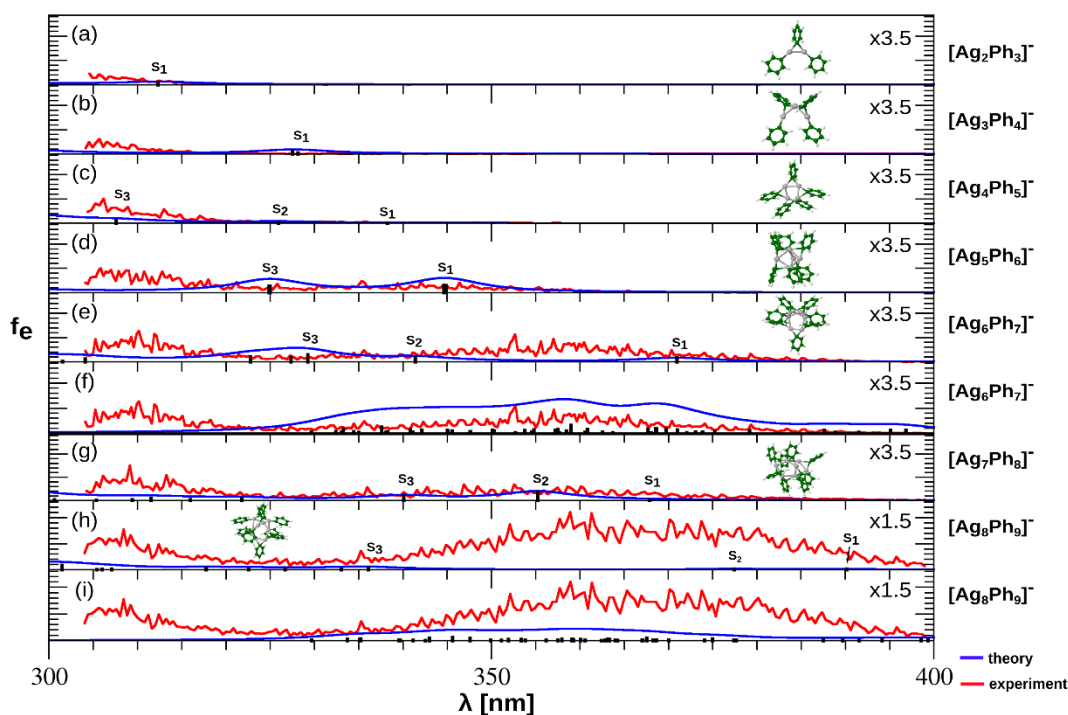 (a) S1 x3.5 [Ag2Ph3]-
(b) S1 x3.5 [Ag3Ph4]-
(c) S3 S2 S1 x3.5 [Ag4Ph5]-
(d) S3 S1 x3.5 [Ag5Ph6]-
(e) S3 S2 S1 x3.5 [Ag6Ph7]-
fe
(f) x3.5 [Ag6Ph7]-
(g) S3 S2 S1 x3.5 [Ag7Ph8]-
(h) S3 S2 S1 x1.5 [Ag8Ph9]-
(i) x1.5 [Ag8Ph9]-
300 350 400
λ [nm]
theory
experiment